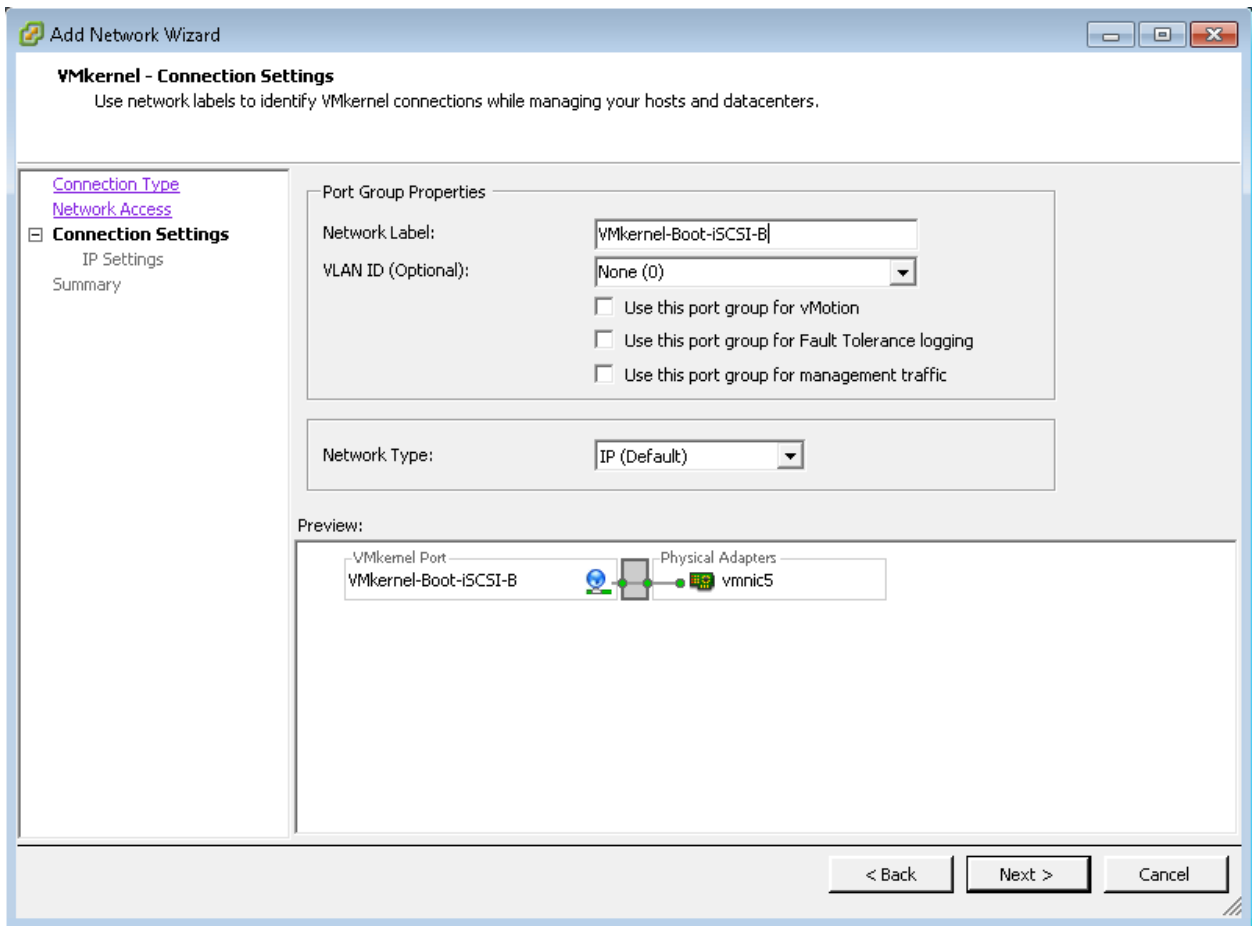 Add Network Wizard
VMkernel - Connection Settings
Use network labels to identify VMkernel connections while managing your hosts and datacenters.
Connection Type
Network Access
Connection Settings
IP Settings
Summary
Port Group Properties
Network Label:
VMkernel-Boot-iSCSI-B
VLAN ID (Optional):
None (0)
Use this port group for vMotion
Use this port group for Fault Tolerance logging
Use this port group for management traffic
Network Type:
IP (Default)
Preview:
VMkernel Port
VMkernel-Boot-iSCSI-B
Physical Adapters
vmnic5
< Back
Next >
Cancel